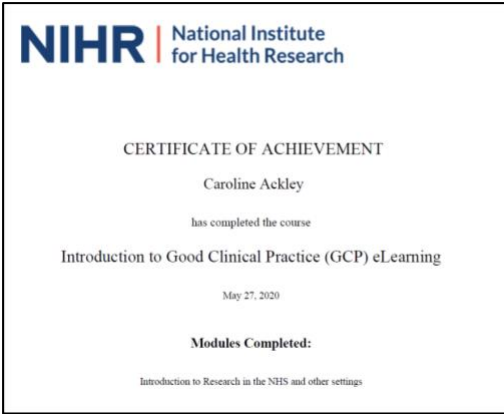 NIHR | National Institute
for Health Research
CERTIFICATE OF ACHIEVEMENT
Caroline Ackley
has completed the course
Introduction to Good Clinical Practice (GCP) eLearning
May 27, 2020
Modules Completed:
Introduction to Research in the NHS and other settings